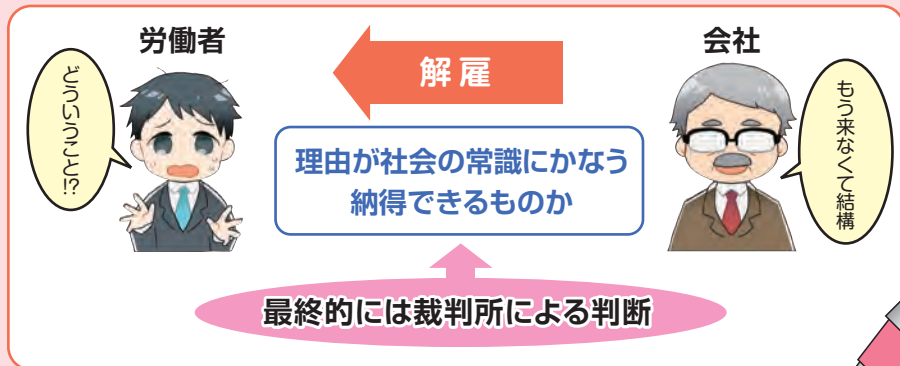 労働者
会社
どういうこと!?
解雇
もう来なくて結構
理由が社会の常識にかなう
納得できるものか
最終的には裁判所による判断